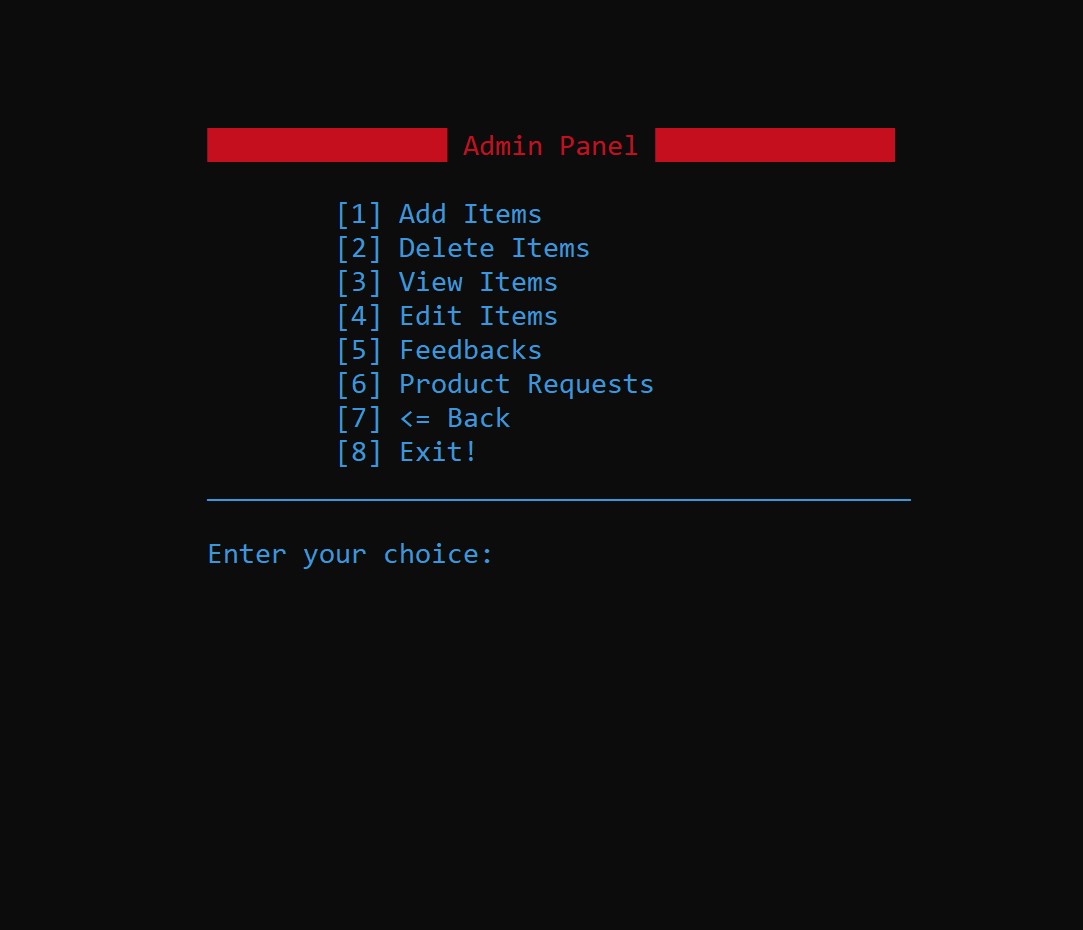 Admin Panel
[1] Add Items
[2] Delete Items
[3] View Items
[4] Edit Items
[5] Feedbacks
[6] Product Requests
[7] <= Back
[8] Exit!
Enter your choice: